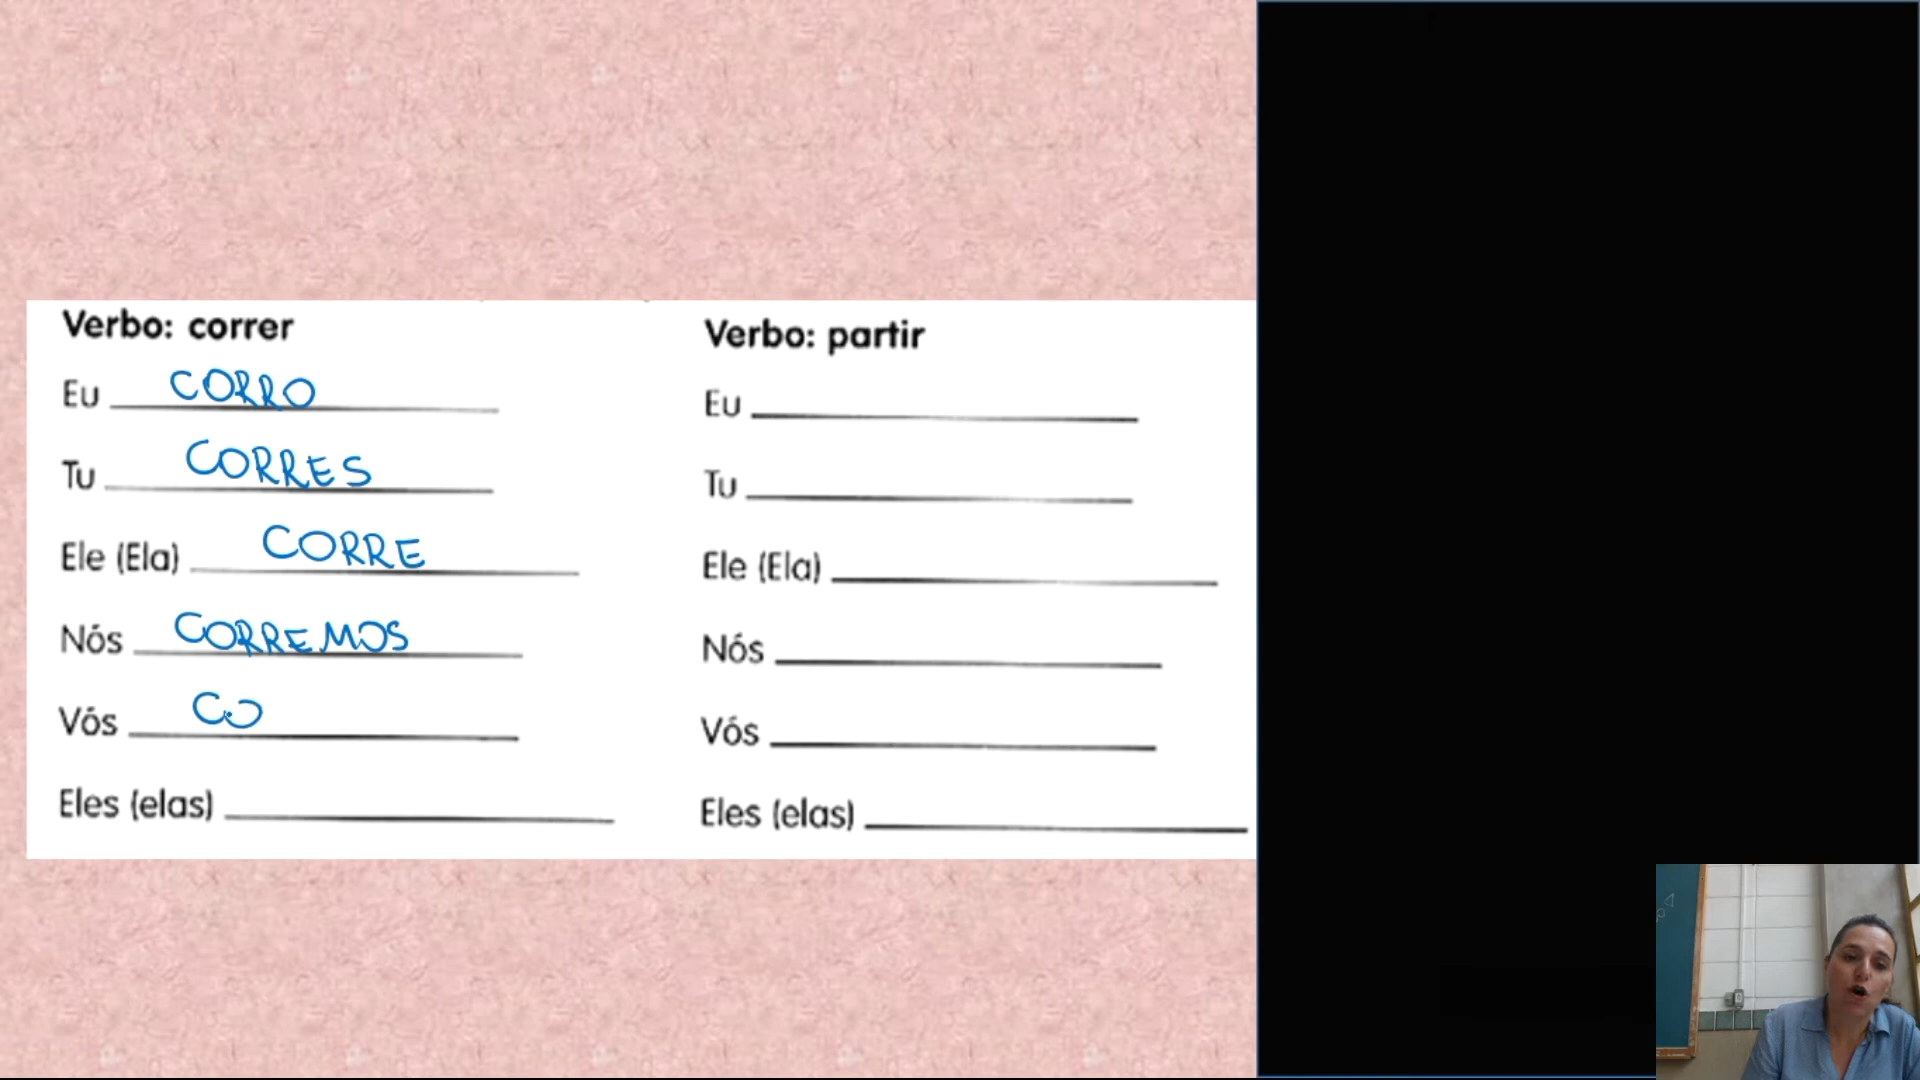 Verbo: correr
Eu CORRO
Tu CORRES
Ele (Ela) CORRE
Nós CORREMOS
Vós CO
Eles (elas)
Verbo: partir
Eu
Tu
Ele (Ela)
Nós
Vós
Eles (elas)